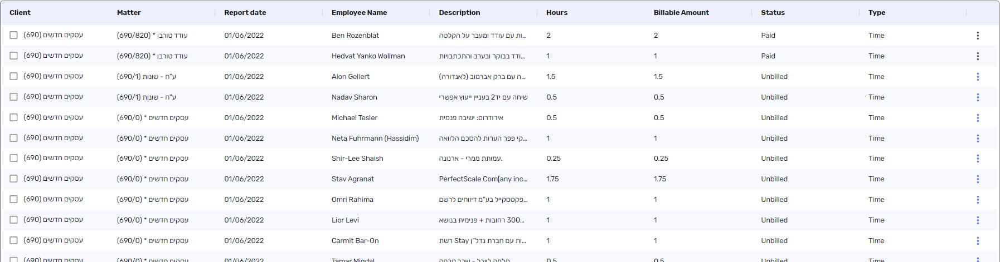 Client Matter Report date Employee Name Description Hours Billable Amount Status Type
עסקים חדשים (690) עודד טורבן * (690/820) 01/06/2022 Ben Rozenblat ות עם עודד ומעבר על הקלטה... 2 2 Paid Time
עסקים חדשים (690) עודד טורבן * (690/820) 01/06/2022 Hedvat Yanko Wollman ודד בבוקר ובערב והתכתבויות... 1 1 Paid Time
עסקים חדשים (690) ע"ח - שונות (690/1) 01/06/2022 Alon Gellert ה עם ברק אברמוב (לאנדורה)... 1.5 1.5 Unbilled Time
עסקים חדשים (690) ע"ח - שונות (690/1) 01/06/2022 Nadav Sharon שיחה עם יד2 בעניין ייעוץ אפשרי 0.5 0.5 Unbilled Time
עסקים חדשים (690) עסקים חדשים * (690/0) 01/06/2022 Michael Tesler אירודרום: ישיבה פנמית 0.5 0.5 Unbilled Time
עסקים חדשים (690) עסקים חדשים * (690/0) 01/06/2022 Neta Fuhrmann (Hassidim) קי פפר הערות להסכם הלוואה... 1 1 Unbilled Time
עסקים חדשים (690) עסקים חדשים * (690/0) 01/06/2022 Shir-Lee Shaish עמותת ממרי - ארנונה. 0.25 0.25 Unbilled Time
עסקים חדשים (690) עסקים חדשים * (690/0) 01/06/2022 Stav Agranat PerfectScale Com[any inc... 1.75 1.75 Unbilled Time
עסקים חדשים (690) עסקים חדשים * (690/0) 01/06/2022 Omri Rahima פקטסקייל בע"מ דיווחים לרשם... 1 1 Unbilled Time
עסקים חדשים (690) עסקים חדשים * (690/0) 01/06/2022 Lior Levi 300 רחובות + פנימית בנושא... 1 1 Unbilled Time
עסקים חדשים (690) עסקים חדשים * (690/0) 01/06/2022 Carmit Bar-On ות עם חברת נדל"ן Stay רשת... 1 1 Unbilled Time
עסקים חדשים (690) עסקים חדשים * (690/0) 01/06/2022 Tamar Migdal 0.5 0.5 Unbilled Time